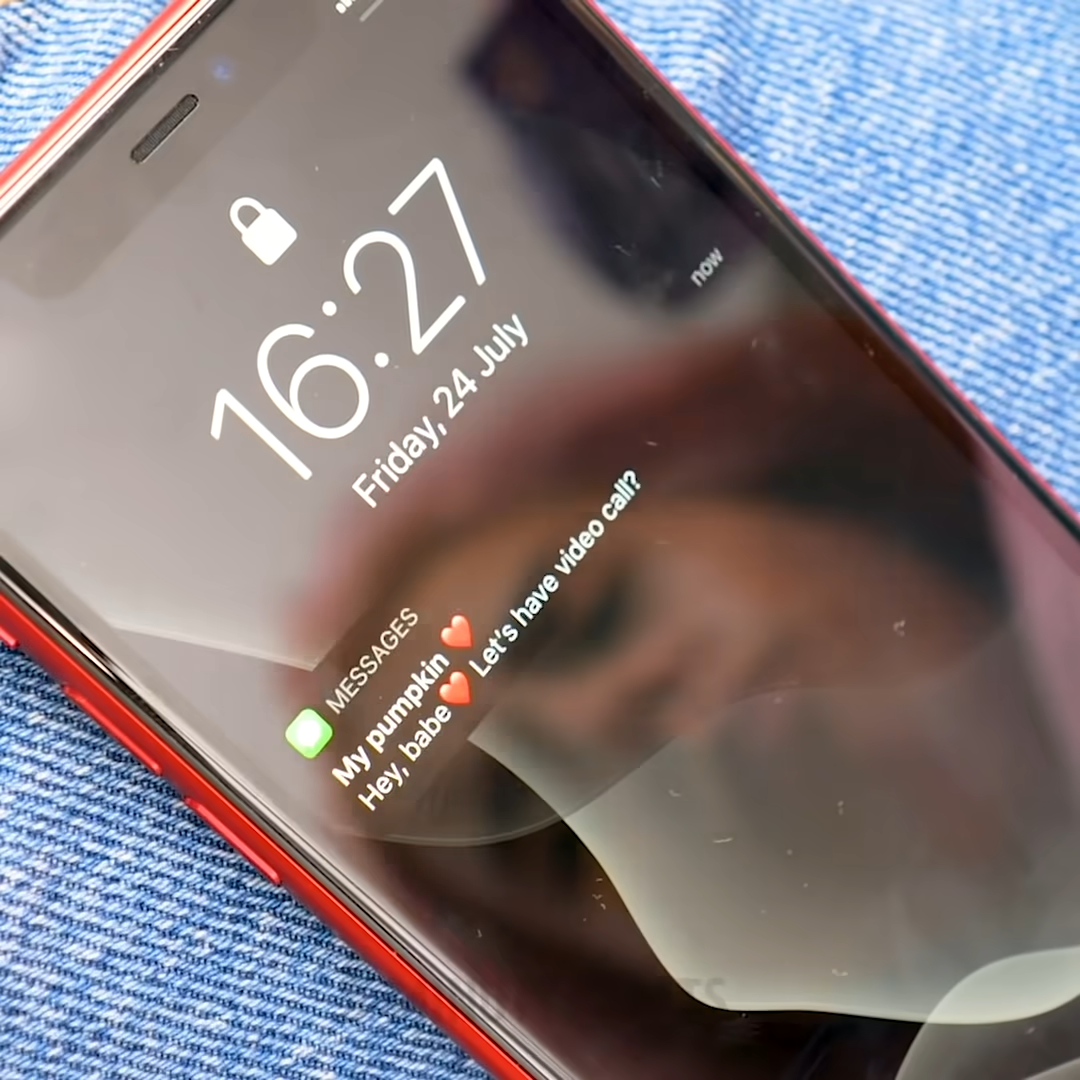 16:27
Friday, 24 July
MESSAGES
now
My pumpkin ❤️
Hey, babe❤️ Let's have video call?